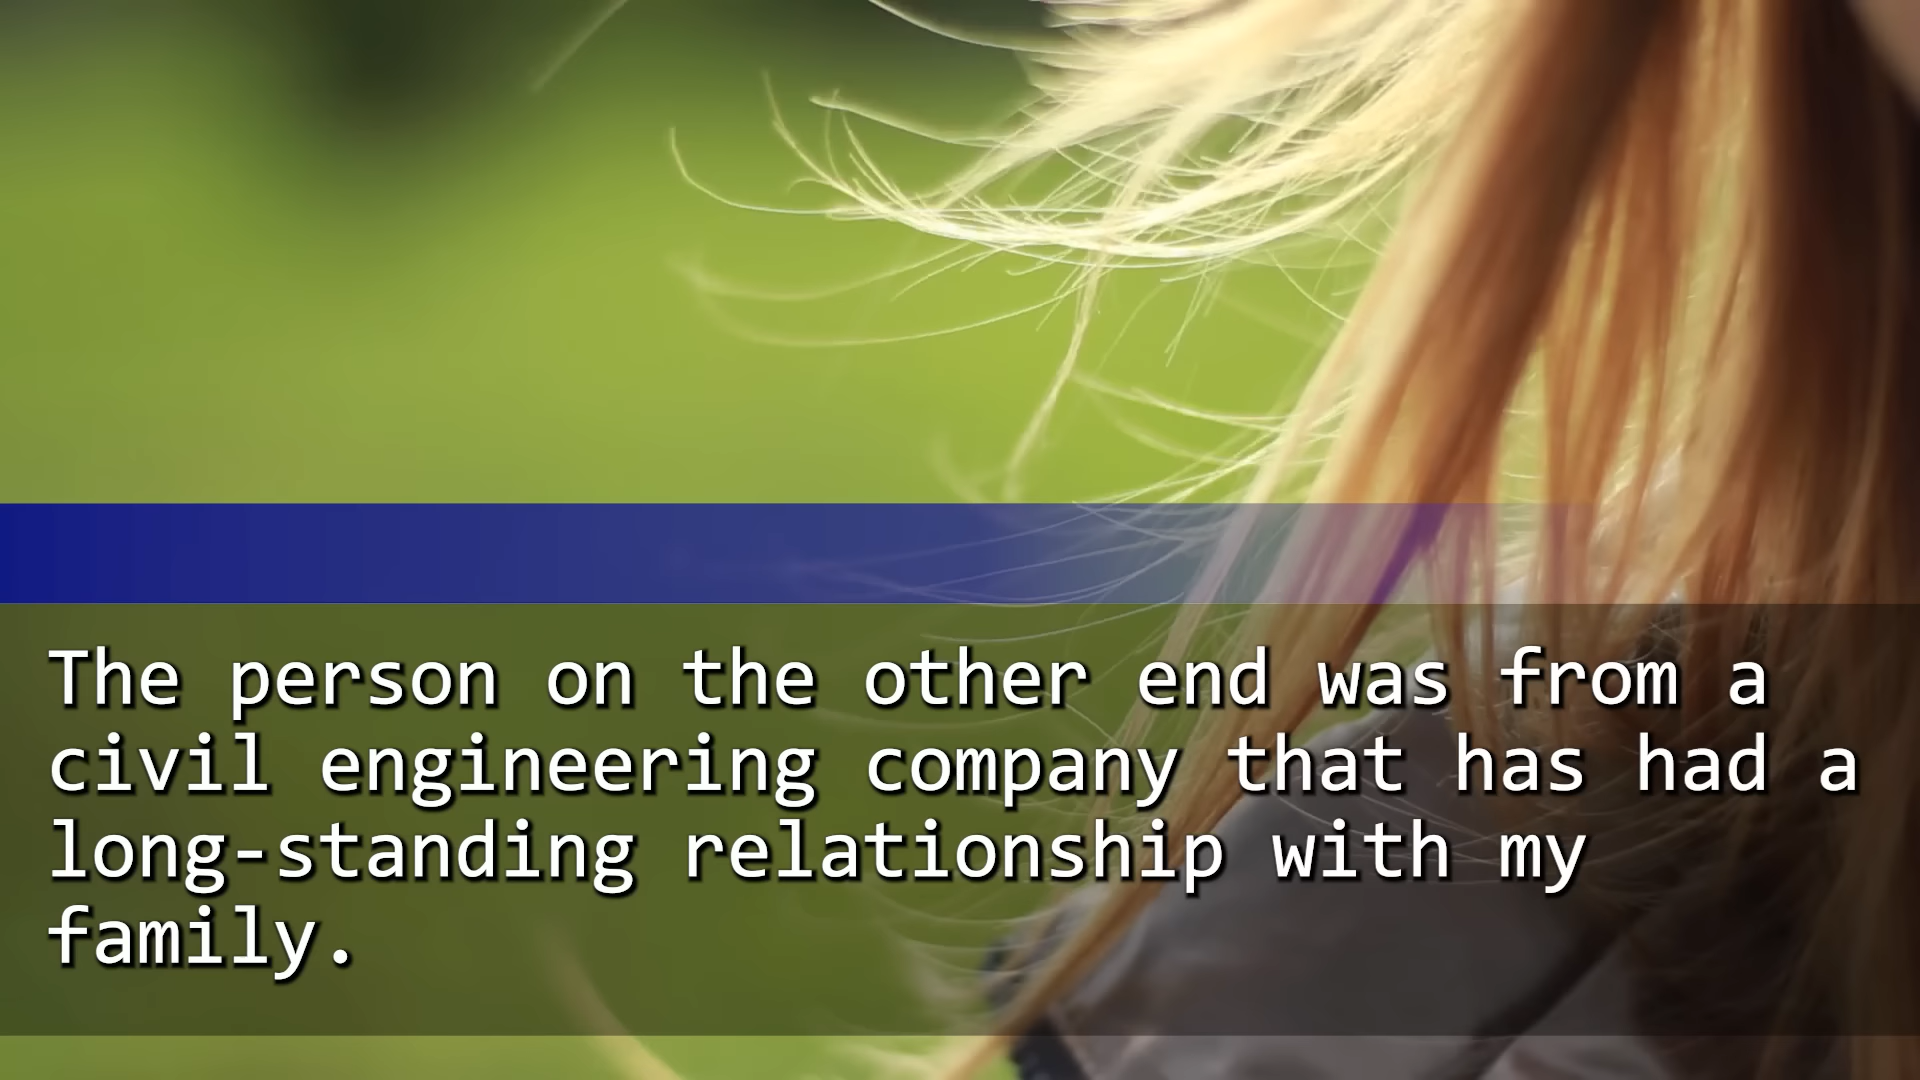 The person on the other end was from a
civil engineering company that has had a
long-standing relationship with my
family.